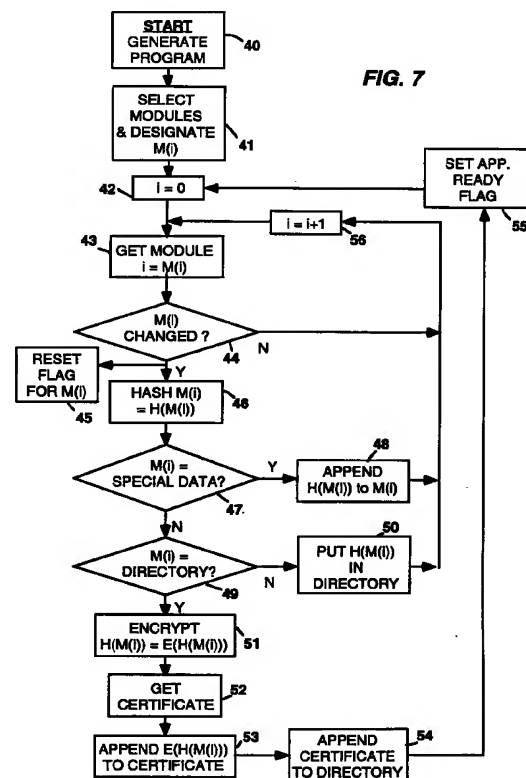 START
GENERATE
PROGRAM
40
FIG. 7
SELECT
MODULES
& DESIGNATE
M(i)
41
SET APP.
READY
FLAG
55
42
i = 0
i = i+1
56
43
GET MODULE
i = M(i)
M(i)
CHANGED ?
44
N
Y
RESET
FLAG
FOR M(i)
45
HASH M(i)
= H(M(i))
46
M(i) =
SPECIAL DATA?
47
Y
48
APPEND
H(M(i)) to M(i)
N
M(i) =
DIRECTORY?
49
N
50
PUT H(M(i))
IN
DIRECTORY
Y
ENCRYPT
H(M(i)) = E(H(M(i)))
51
GET
CERTIFICATE
52
APPEND E(H(M(i)))
TO CERTIFICATE
53
APPEND
CERTIFICATE
TO DIRECTORY
54